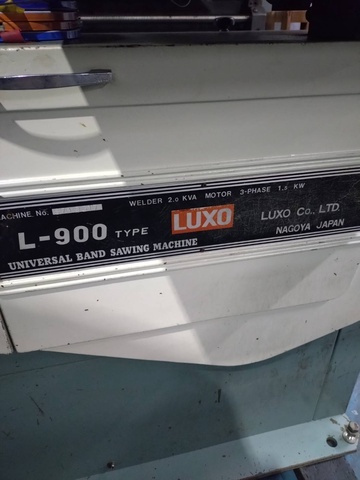 MACHINE. No.
WELDER 2.0 KVA MOTOR 3-PHASE 1.5 KW
L-900 TYPE
LUXO
LUXO Co., LTD.
NAGOYA JAPAN
UNIVERSAL BAND SAWING MACHINE